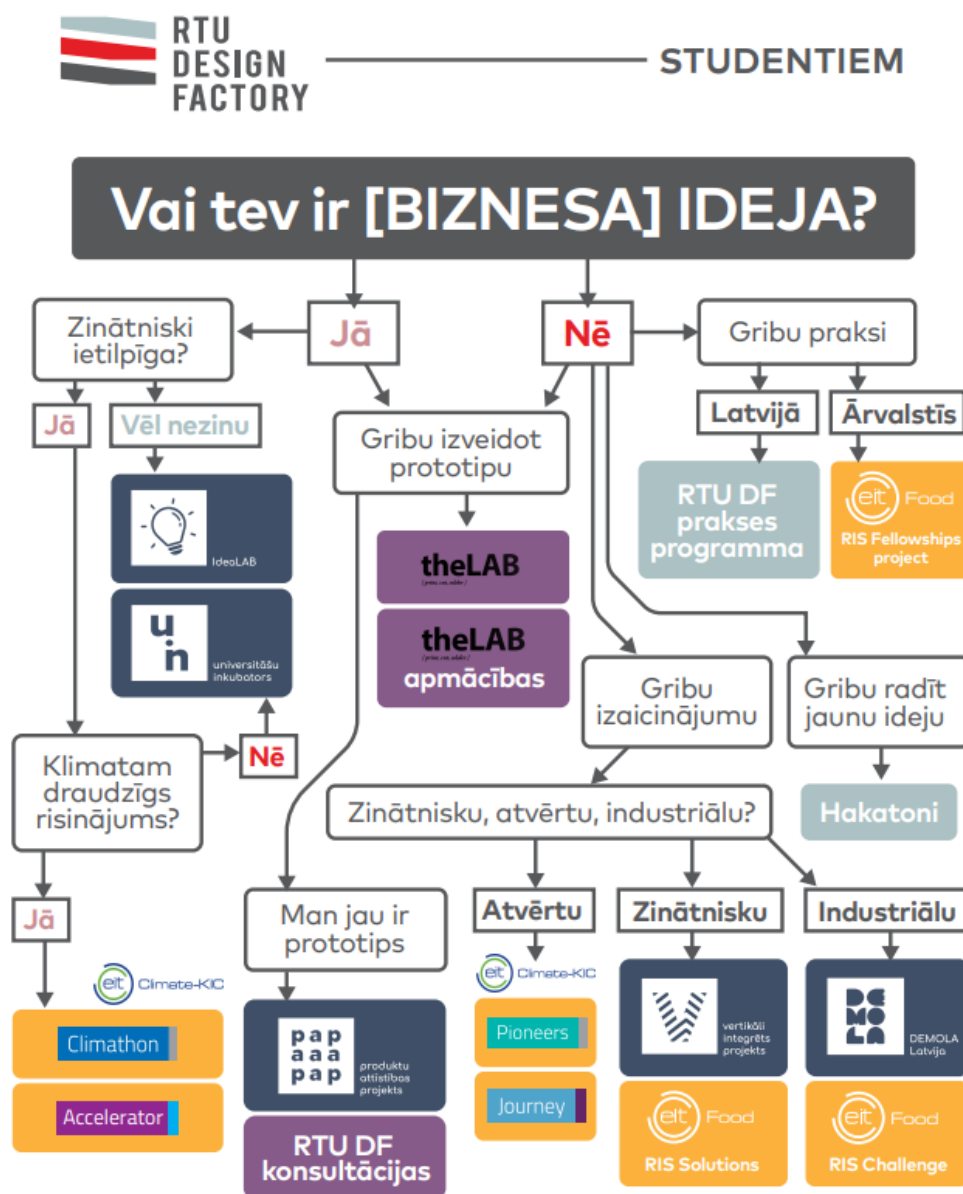 RTU
DESIGN
FACTORY
STUDENTIEM
Vai tev ir [BIZNESA] IDEJA?
Zinātniski
ietilpīga?
Jā
Nē
Gribu praksi
Jā
Vēl nezinu
Gribu izveidot
prototipu
Latvijā
Ārvalstīs
IdeaLAB
theLAB
RTU DF
prakses
programma
eit Food
RIS Fellowships
project
un
universitāšu
inkubators
theLAB
apmācības
Gribu
izaicinājumu
Gribu radīt
jaunu ideju
Nē
Klimatam
draudzīgs
risinājums?
Zinātnisku, atvērtu, industriālu?
Hakatoni
Jā
Man jau ir
prototips
Atvērtu
Zinātnisku
Industriālu
eit Climate-KIC
Climathon
Accelerator
pap
aaa
pap
produktu
attīstības
projekts
RTU DF
konsultācijas
eit Climate-KIC
Pioneers
Journey
V
vertikāli
integrēts
projekts
eit Food
RIS Solutions
DE
MO
LA
DEMOLA
Latvija
eit Food
RIS Challenge